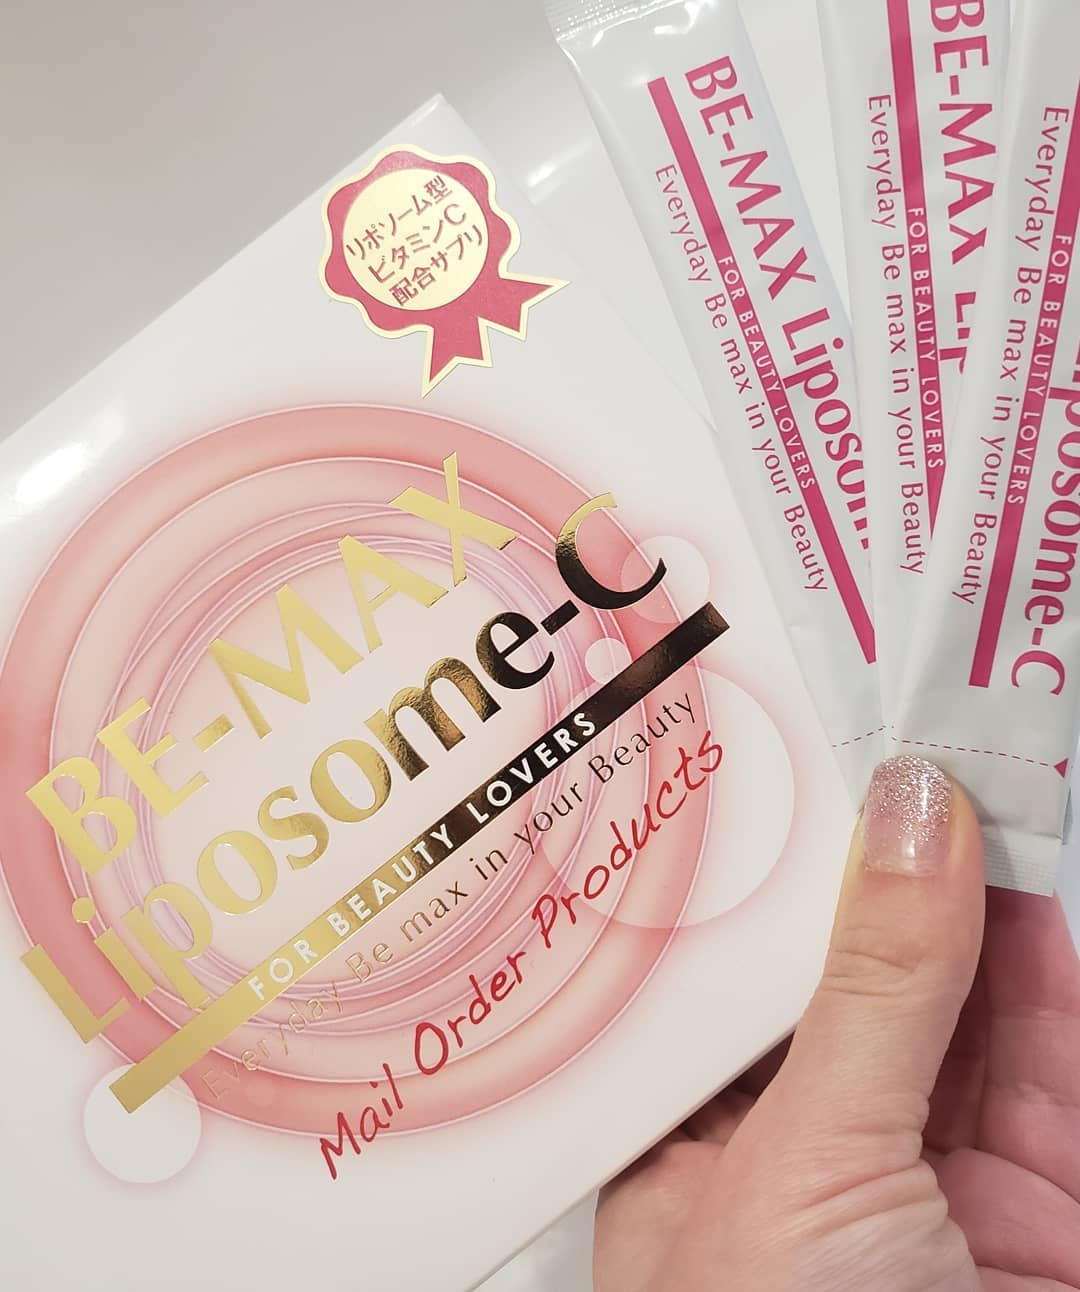 リポソーム型
ビタミンC
配合サプリ
BE-MAX
Liposome-C
FOR BEAUTY LOVERS
Everyday Be max in your Beauty
Mail Order Products
BE-MAX Liposom
FOR BEAUTY LOVERS
Everyday Be max in your Beauty
BE-MAX Lip
FOR BEAUTY LOVERS
Everyday Be max in your Beauty
Liposome-C
FOR BEAUTY LOVERS
Everyday Be max in your Beauty